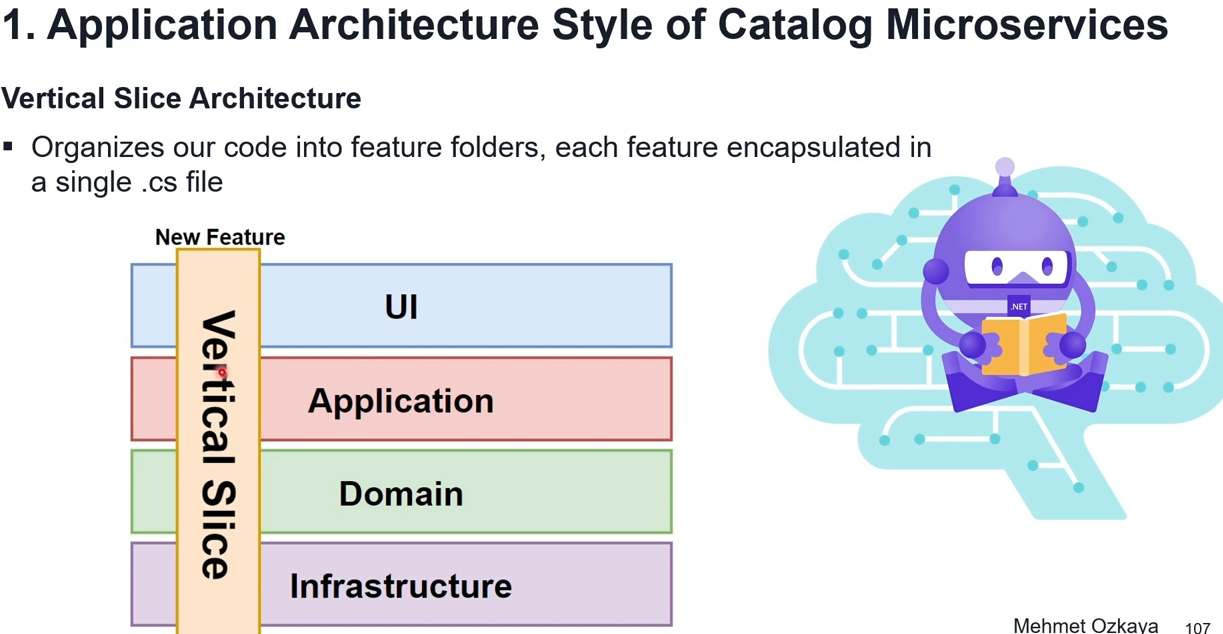 1. Application Architecture Style of Catalog Microservices
Vertical Slice Architecture
▪ Organizes our code into feature folders, each feature encapsulated in
a single .cs file
New Feature
Vertical Slice
UI
Application
Domain
Infrastructure
.NET
Mehmet Ozkaya 107